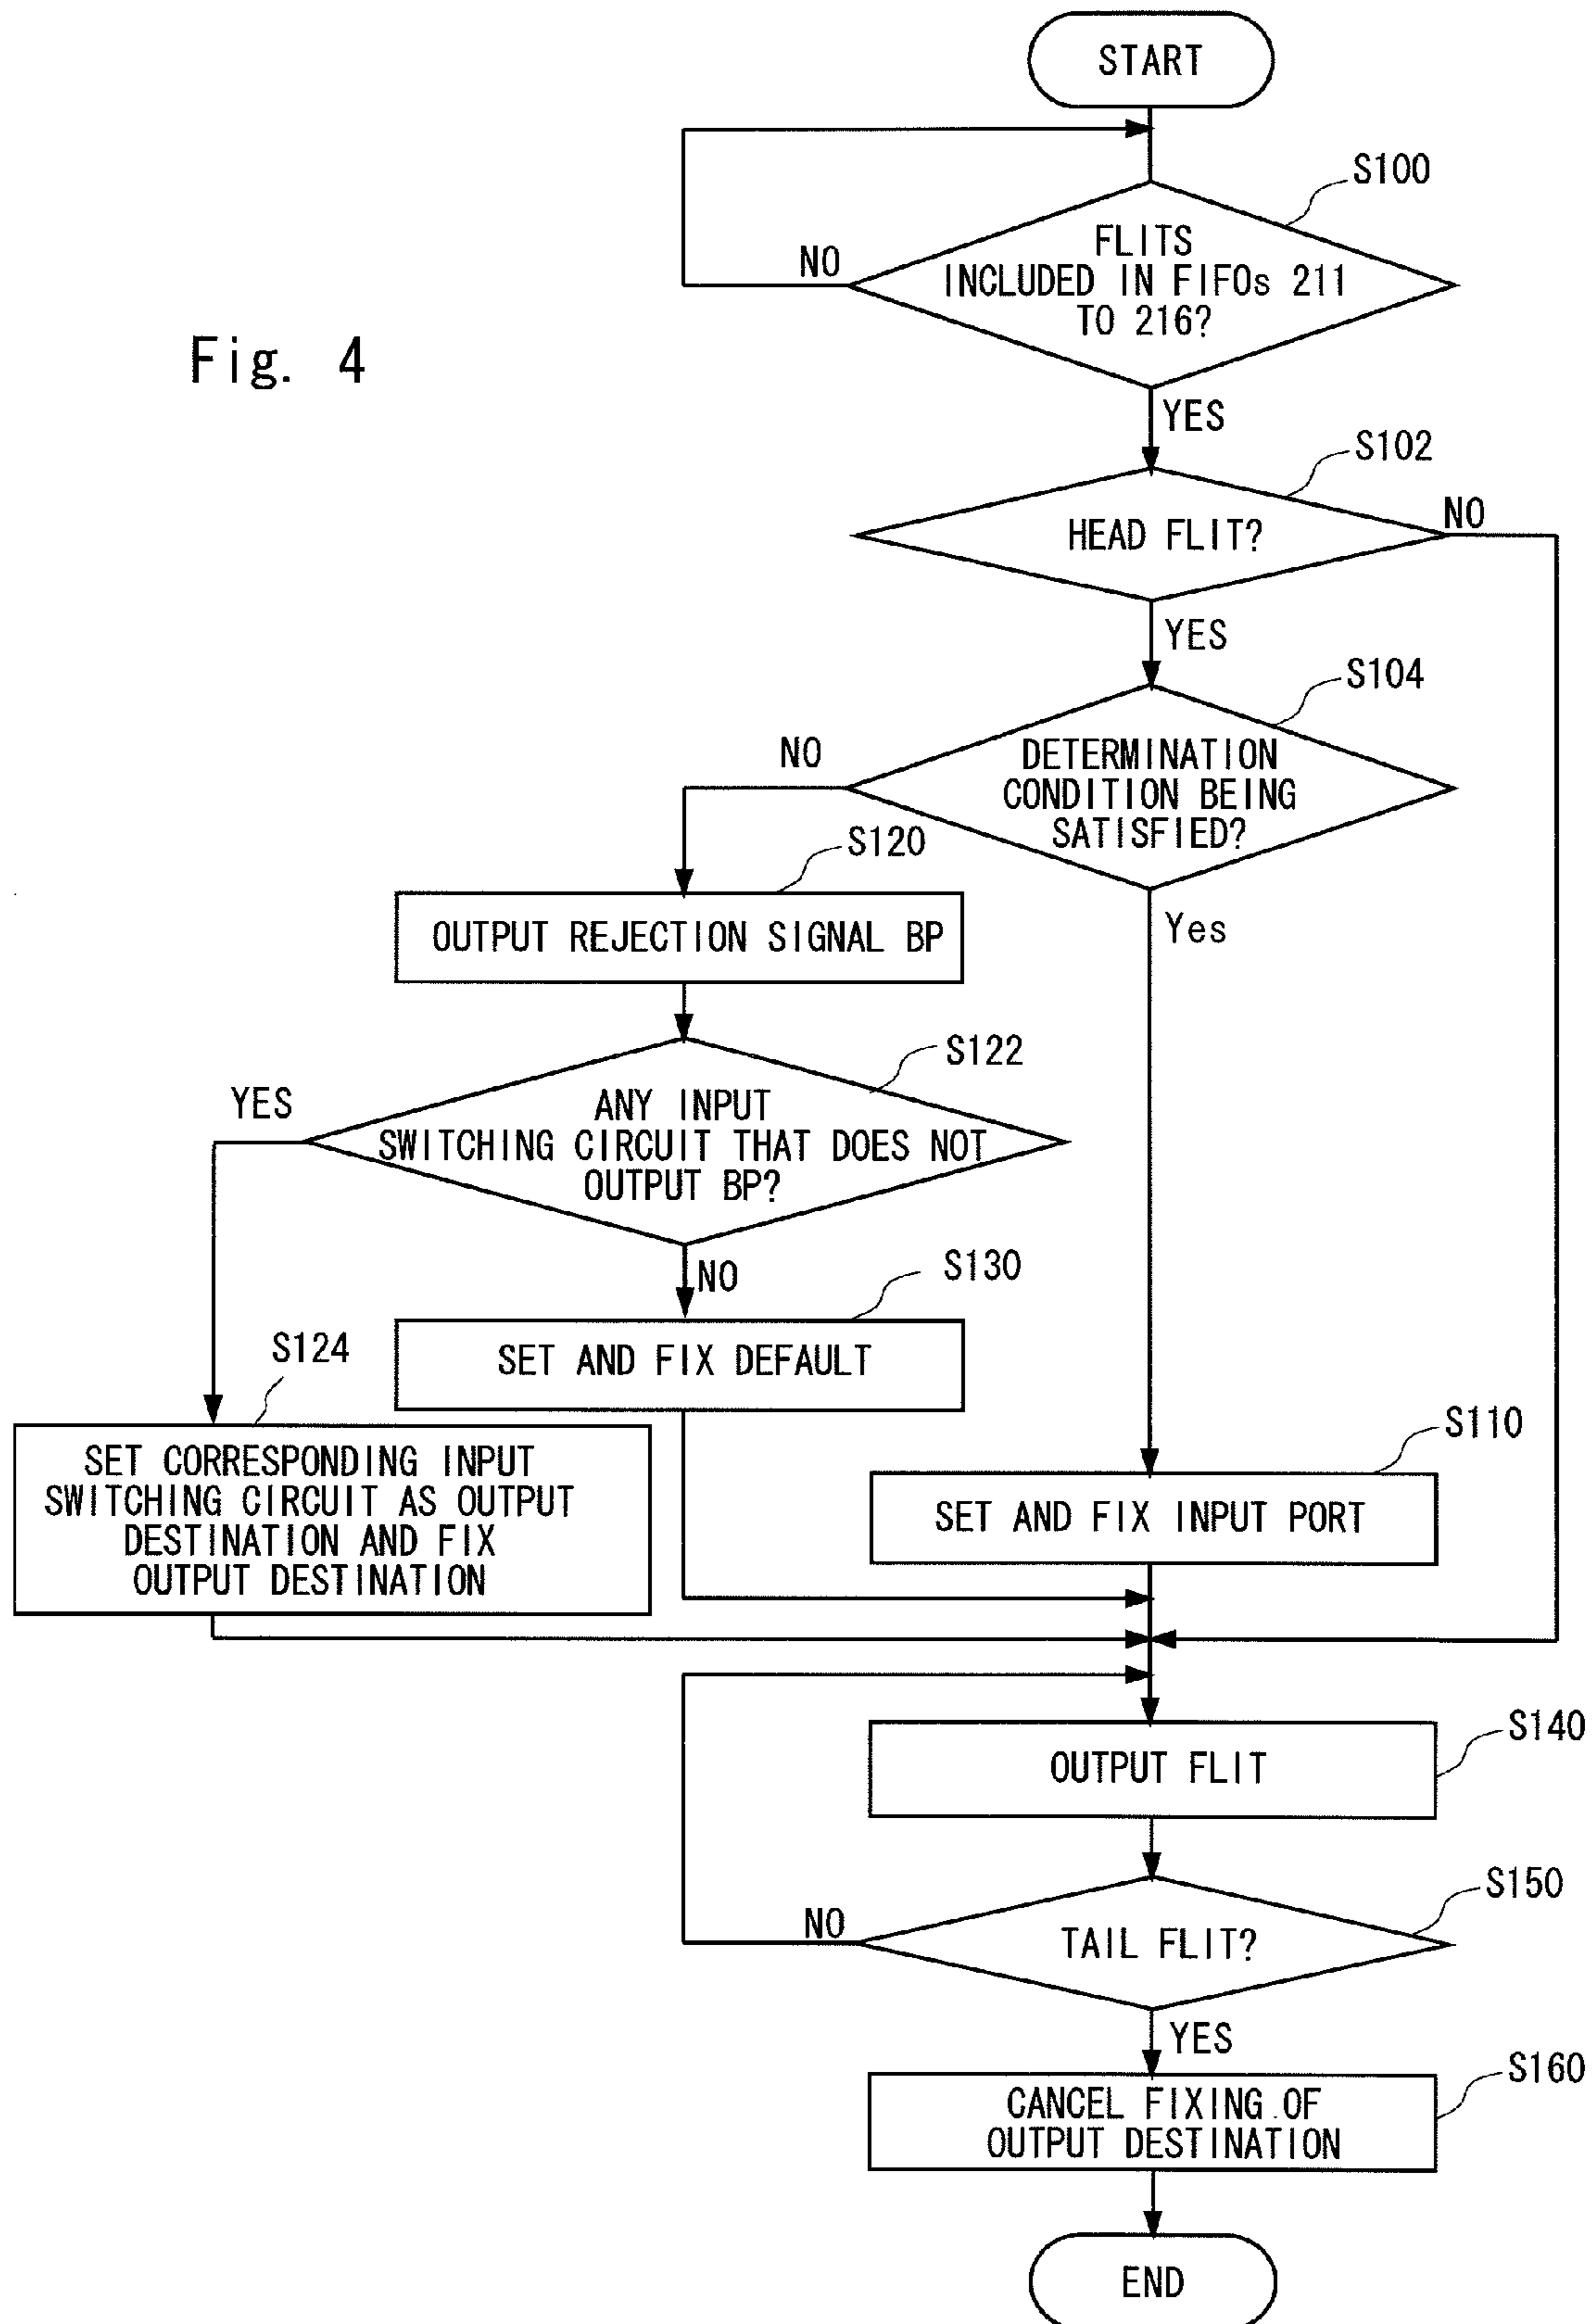 START
S100
NO
FLITS
INCLUDED IN FIFOs 211
TO 216?
Fig. 4
YES
S102
HEAD FLIT?
NO
YES
S104
NO
DETERMINATION
CONDITION BEING
SATISFIED?
S120
OUTPUT REJECTION SIGNAL BP
Yes
S122
YES
ANY INPUT
SWITCHING CIRCUIT THAT DOES NOT
OUTPUT BP?
NO
S130
SET AND FIX DEFAULT
S124
SET CORRESPONDING INPUT
SWITCHING CIRCUIT AS OUTPUT
DESTINATION AND FIX
OUTPUT DESTINATION
S110
SET AND FIX INPUT PORT
S140
OUTPUT FLIT
S150
NO
TAIL FLIT?
YES
S160
CANCEL FIXING OF
OUTPUT DESTINATION
END